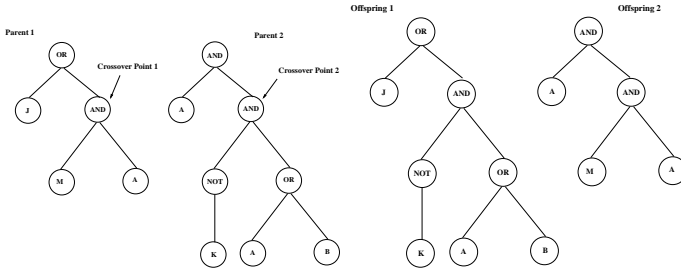 Parent 1
OR
Crossover Point 1
J
AND
M
A
Parent 2
AND
Crossover Point 2
A
AND
NOT
OR
K
A
B
Offspring 1
OR
J
AND
NOT
OR
K
A
B
Offspring 2
AND
A
AND
M
A